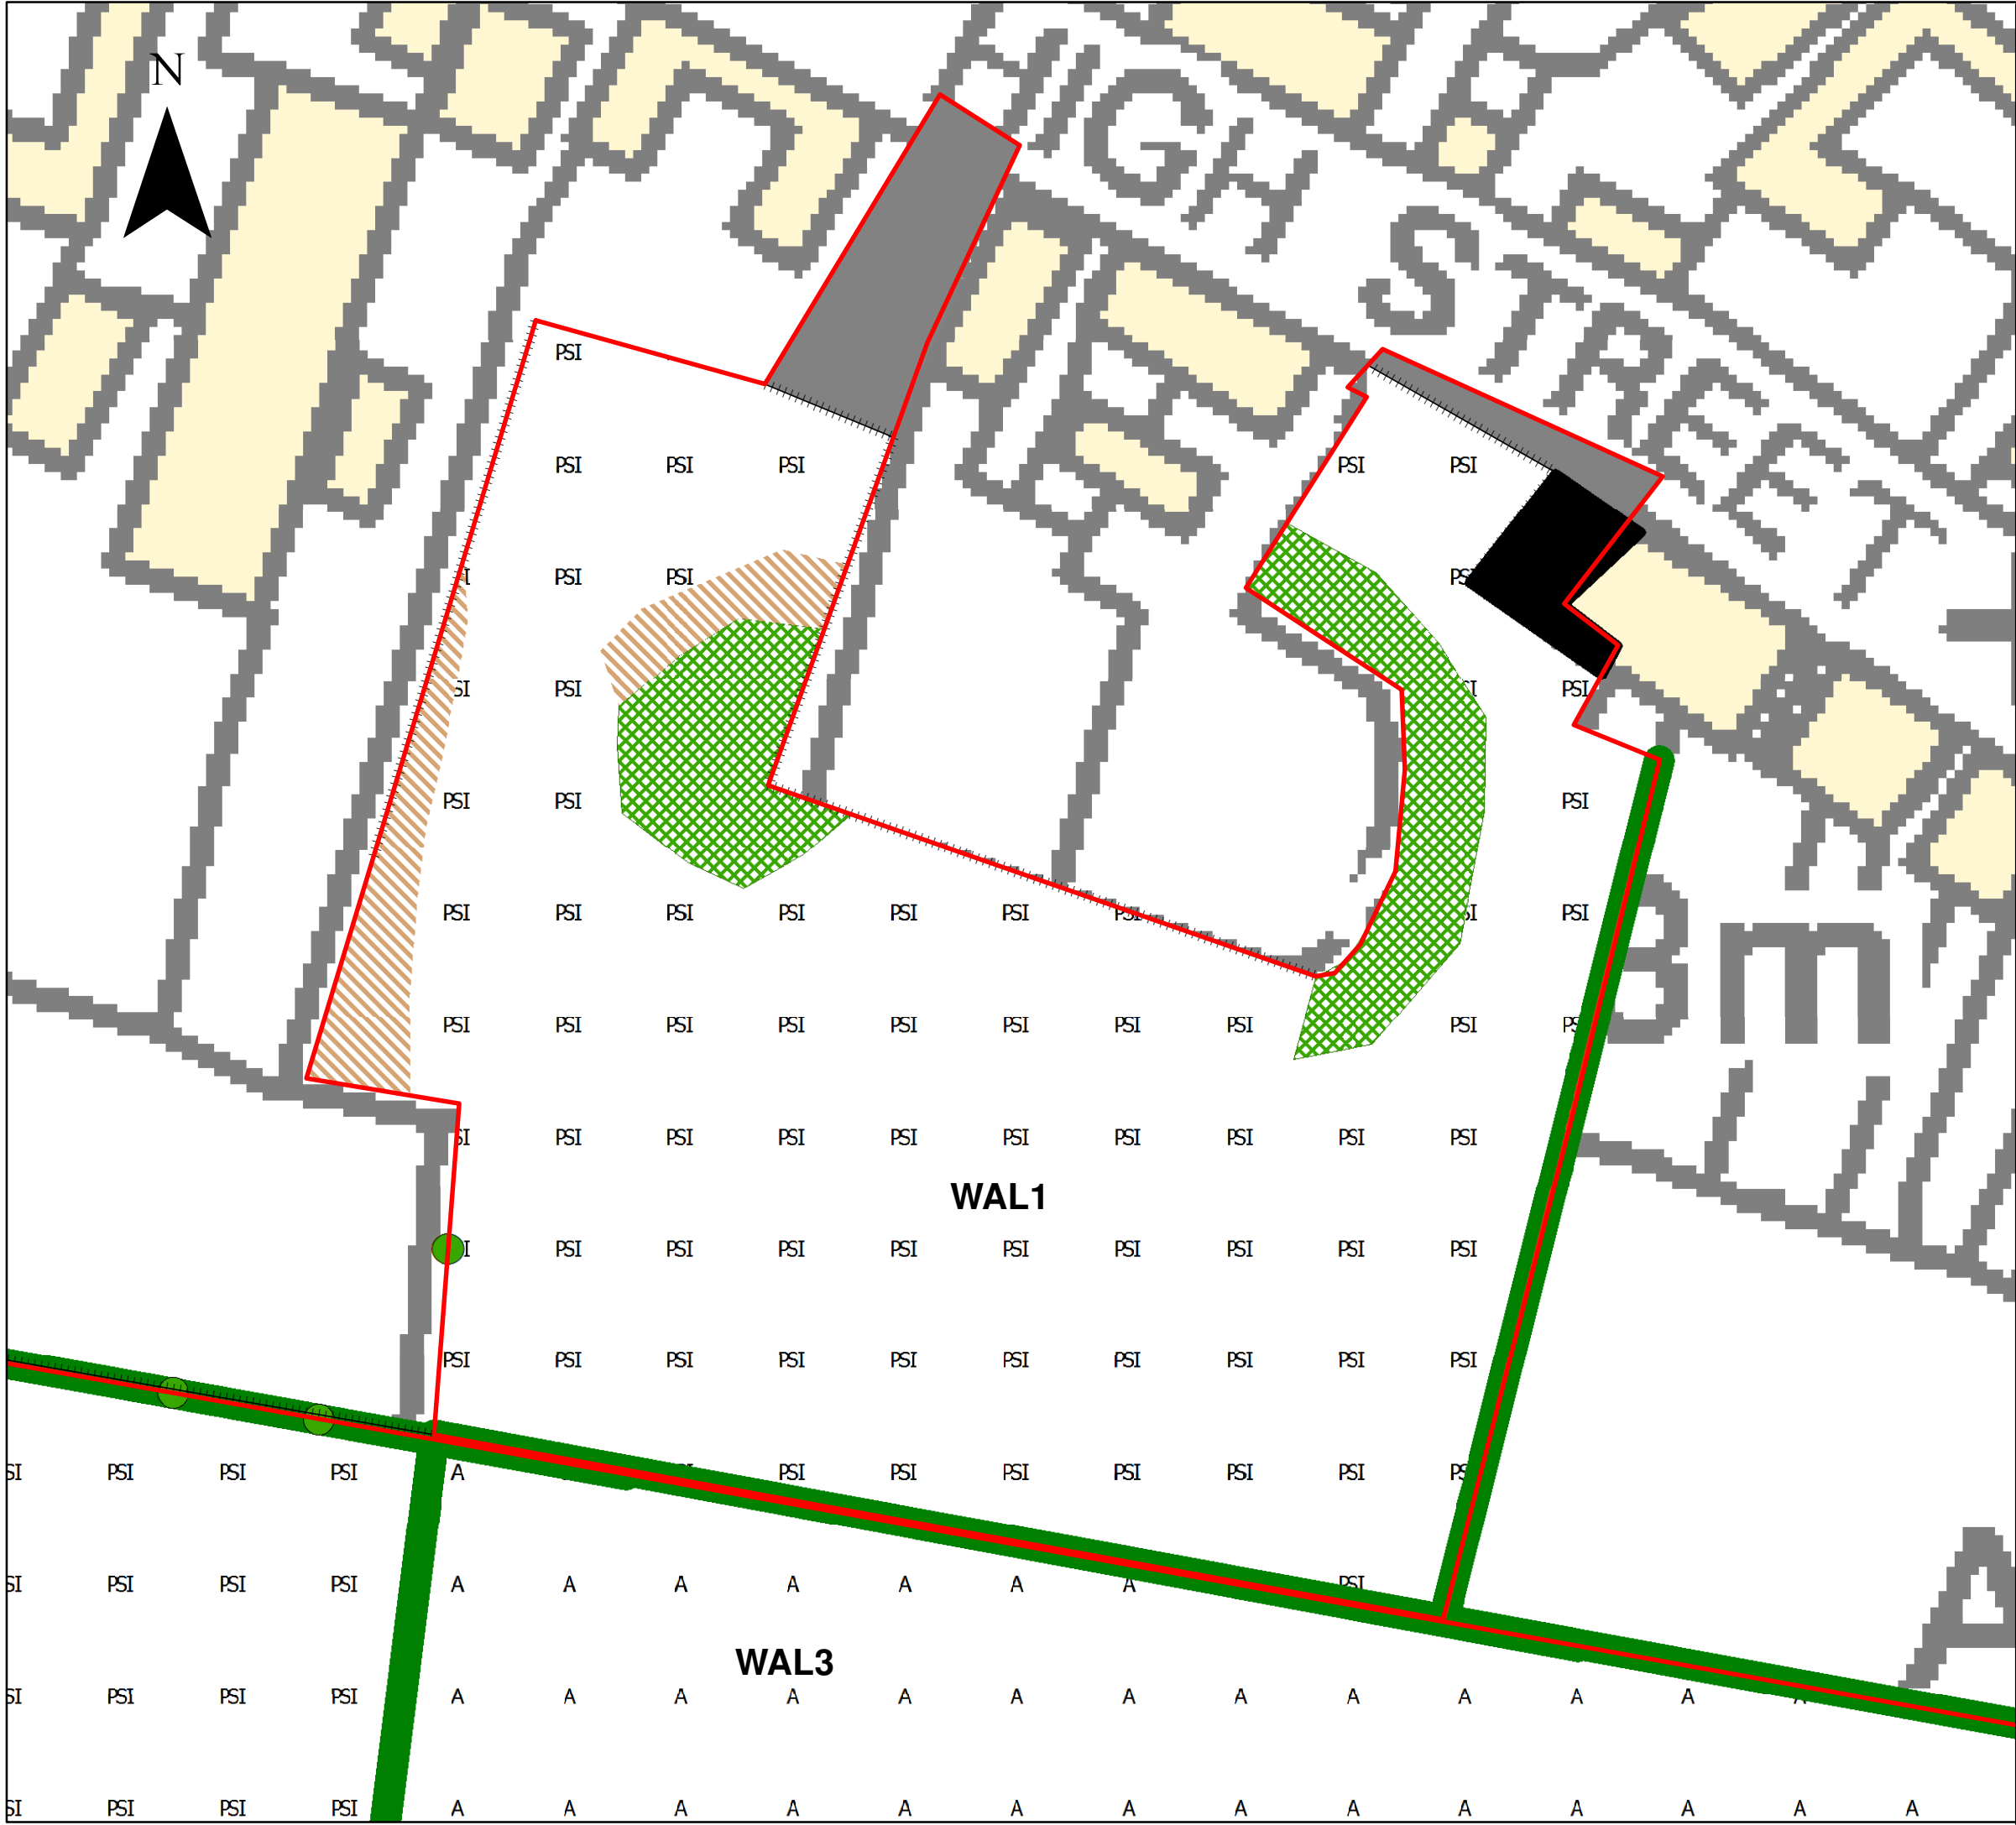 N
IGH STREET
PSI
PSI PSI PSI PSI PSI
PSI PSI
PSI PSI
PSI PSI PSI
PSI PSI PSI PSI PSI PSI PSI PSI
m
PSI PSI PSI PSI PSI PSI PSI PSI PSI
PSI PSI PSI PSI PSI PSI PSI PSI PSI
WAL1
PSI PSI PSI PSI PSI PSI PSI PSI PSI
PSI PSI PSI PSI PSI PSI PSI PSI PSI PSI
PSI PSI PSI A PSI PSI PSI PSI PSI PSI
PSI PSI PSI A A A A A A A PSI
WAL3
PSI PSI PSI A A A A A A A A A A A A A
PSI PSI PSI A A A A A A A A A A A A A A